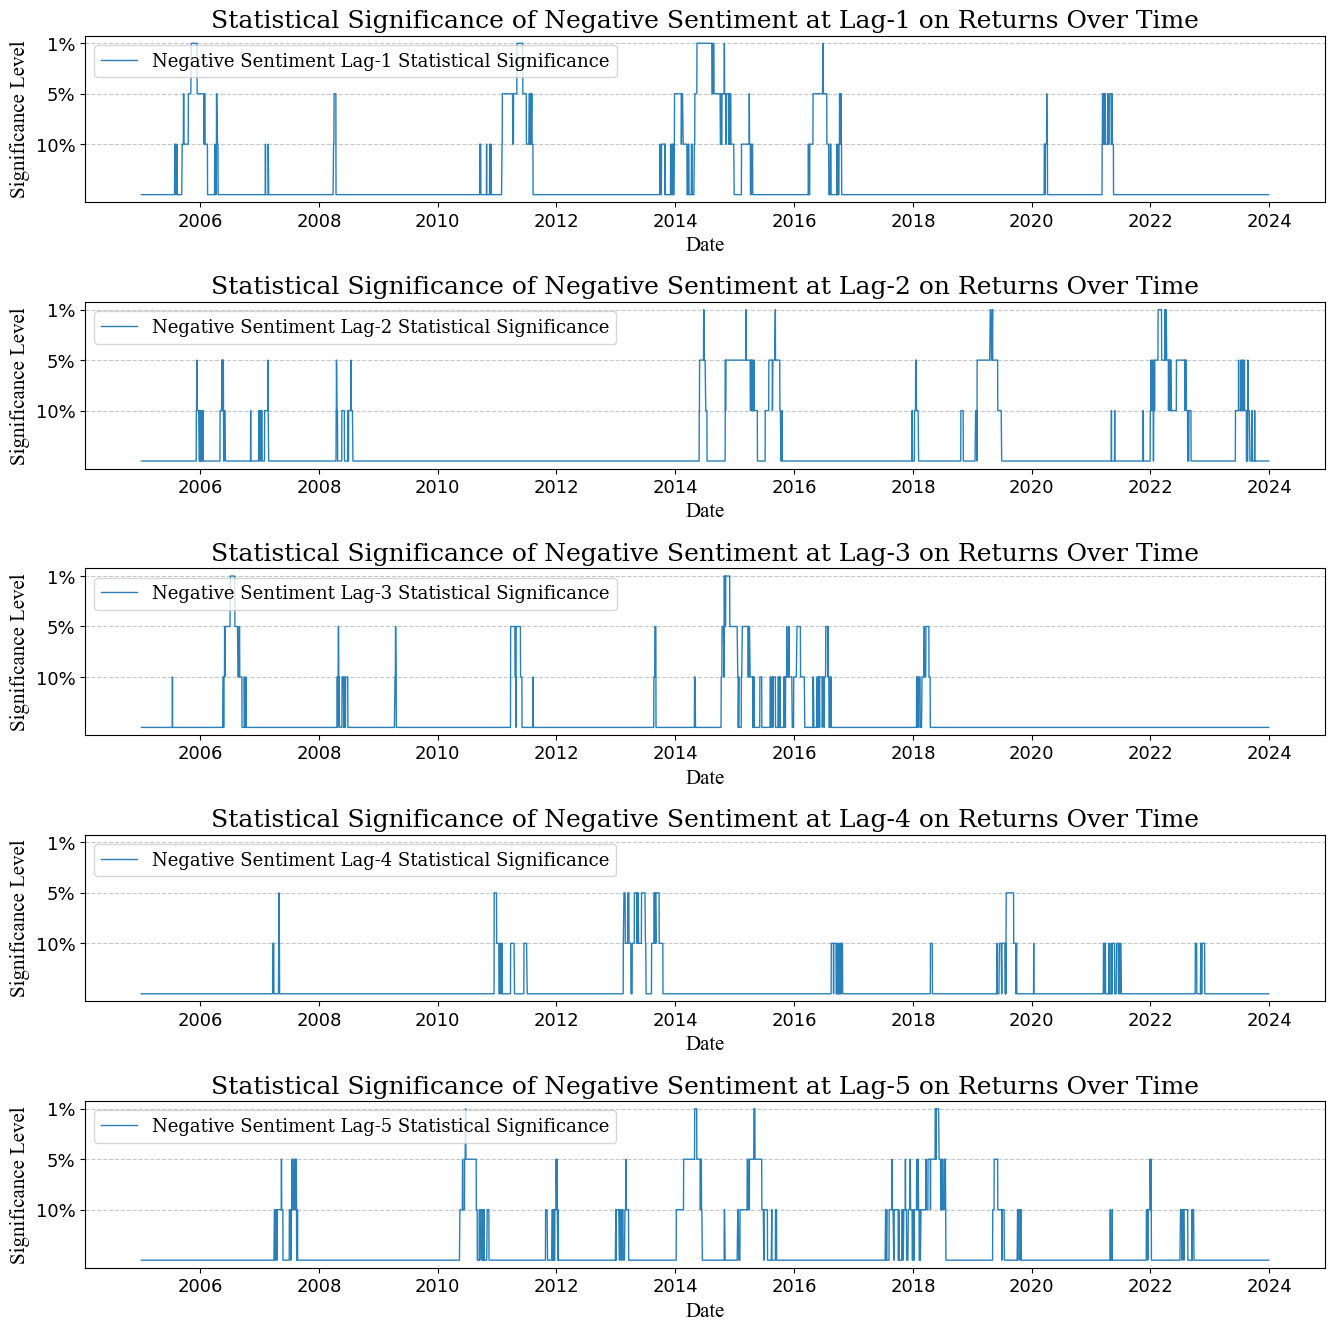 Statistical Significance of Negative Sentiment at Lag-1 on Returns Over Time
Significance Level
1%
5%
10%
Negative Sentiment Lag-1 Statistical Significance
2006 2008 2010 2012 2014 2016 2018 2020 2022 2024
Date
Statistical Significance of Negative Sentiment at Lag-2 on Returns Over Time
Significance Level
1%
5%
10%
Negative Sentiment Lag-2 Statistical Significance
2006 2008 2010 2012 2014 2016 2018 2020 2022 2024
Date
Statistical Significance of Negative Sentiment at Lag-3 on Returns Over Time
Significance Level
1%
5%
10%
Negative Sentiment Lag-3 Statistical Significance
2006 2008 2010 2012 2014 2016 2018 2020 2022 2024
Date
Statistical Significance of Negative Sentiment at Lag-4 on Returns Over Time
Significance Level
1%
5%
10%
Negative Sentiment Lag-4 Statistical Significance
2006 2008 2010 2012 2014 2016 2018 2020 2022 2024
Date
Statistical Significance of Negative Sentiment at Lag-5 on Returns Over Time
Significance Level
1%
5%
10%
Negative Sentiment Lag-5 Statistical Significance
2006 2008 2010 2012 2014 2016 2018 2020 2022 2024
Date